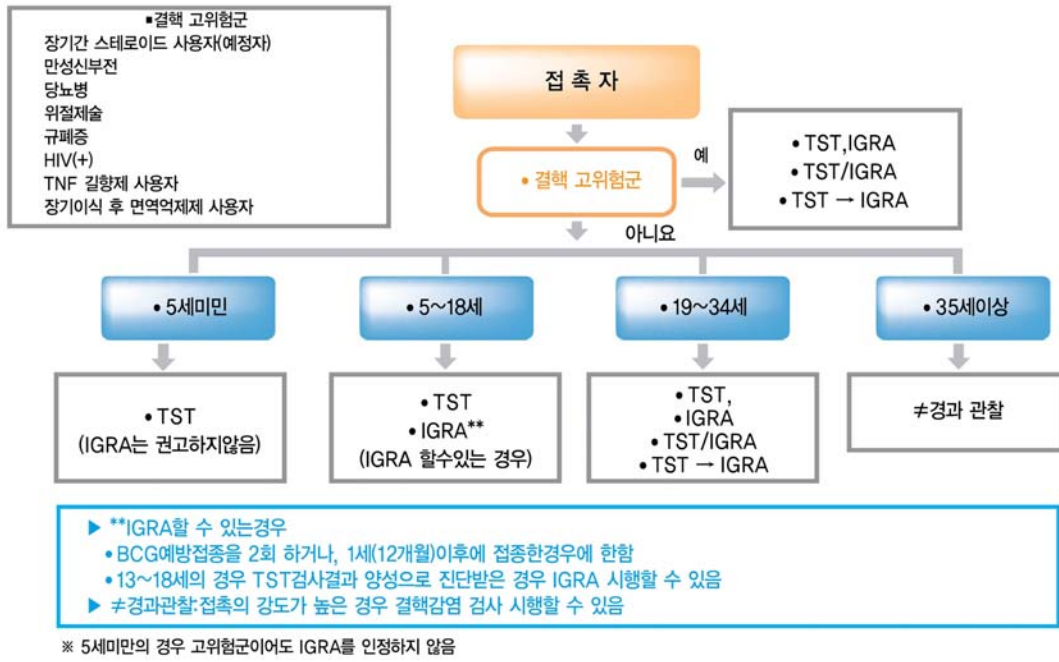 ▪결핵 고위험군
장기간 스테로이드 사용자(예정자)
만성신부전
당뇨병
위절제술
규폐증
HIV(+)
TNF 길향제 사용자
장기이식 후 면역억제제 사용자
접 촉 자
• 결핵 고위험군
예
• TST,IGRA
• TST/IGRA
• TST → IGRA
아니요
• 5세미민
• 5~18세
• 19~34세
• 35세이상
• TST
(IGRA는 권고하지않음)
• TST
• IGRA**
(IGRA 할수있는 경우)
• TST,
• IGRA
• TST/IGRA
• TST → IGRA
≠경과 관찰
▶ **IGRA할 수 있는경우
• BCG예방접종을 2회 하거나, 1세(12개월)이후에 접종한경우에 한함
• 13~18세의 경우 TST검사결과 양성으로 진단받은 경우 IGRA 시행할 수 있음
▶ ≠경과관찰:접촉의 강도가 높은 경우 결핵감염 검사 시행할 수 있음
※ 5세미만의 경우 고위험군이어도 IGRA를 인정하지 않음